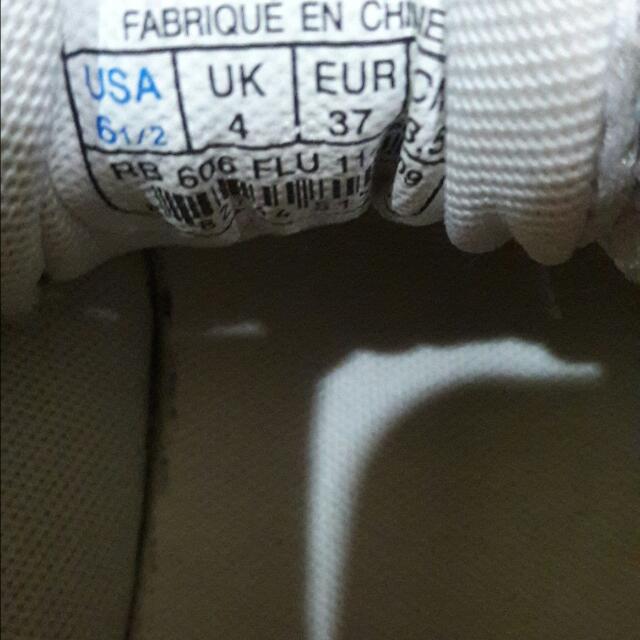 FABRIQUE EN CHINE
USA UK EUR
6 1/2 4 37
RB 606 FLU 11